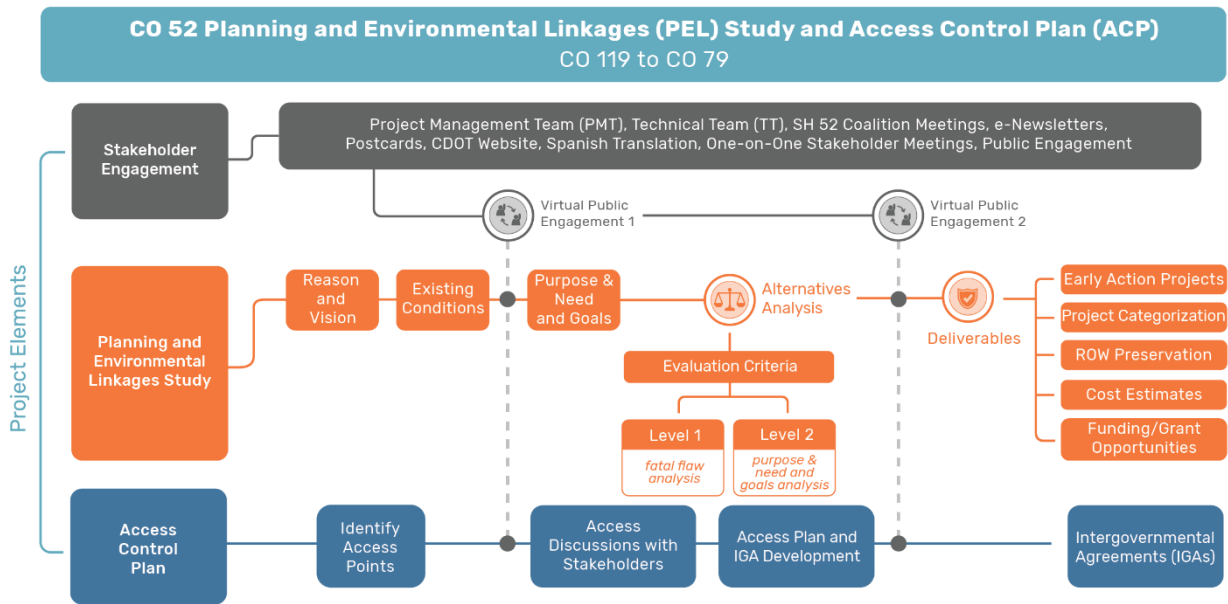 CO 52 Planning and Environmental Linkages (PEL) Study and Access Control Plan (ACP)
CO 119 to CO 79
Project Elements
Stakeholder
Engagement
Project Management Team (PMT), Technical Team (TT), SH 52 Coalition Meetings, e-Newsletters,
Postcards, CDOT Website, Spanish Translation, One-on-One Stakeholder Meetings, Public Engagement
Virtual Public
Engagement 1
Virtual Public
Engagement 2
Planning and
Environmental
Linkages Study
Reason
and
Vision
Existing
Conditions
Purpose &
Need
and Goals
Alternatives
Analysis
Evaluation Criteria
Level 1
fatal flaw
analysis
Level 2
purpose &
need and
goals analysis
Deliverables
Early Action Projects
Project Categorization
ROW Preservation
Cost Estimates
Funding/Grant
Opportunities
Access
Control
Plan
Identify
Access
Points
Access
Discussions with
Stakeholders
Access Plan and
IGA Development
Intergovernmental
Agreements (IGAs)